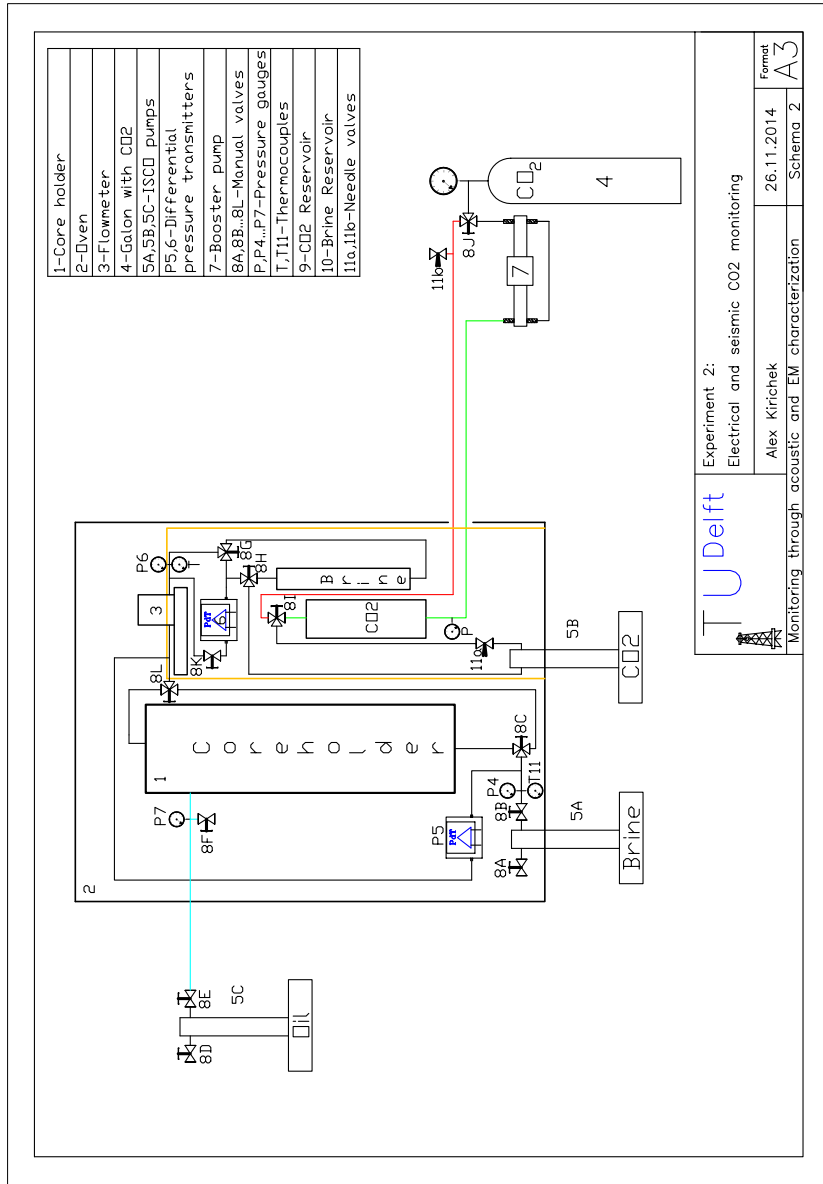 1-Core holder
2-Oven
3-Flowmeter
4-Galon with CO2
5A,5B,5C-ISCO pumps
P5,6-Differential
pressure transmitters
7-Booster pump
8A,8B...8L-Manual valves
P,P4...P7-Pressure gauges
T,T11-Thermocouples
9-CO2 Reservoir
10-Brine Reservoir
11a,11b-Needle valves
2
1
Coreholder
3
P6
T
8L
8K
PdT
6
8G
8H
Brine
8I
CO2
P
11a
P7
8F
P5
PdT
P4
T11
8A
8B
8C
5A
Brine
5B
CO2
8D
8E
5C
Oil
11b
8J
7
CO2
4
TU Delft
Experiment 2:
Electrical and seismic CO2 monitoring
Alex Kirichek
26.11.2014
Format
A3
Monitoring through acoustic and EM characterization
Schema 2